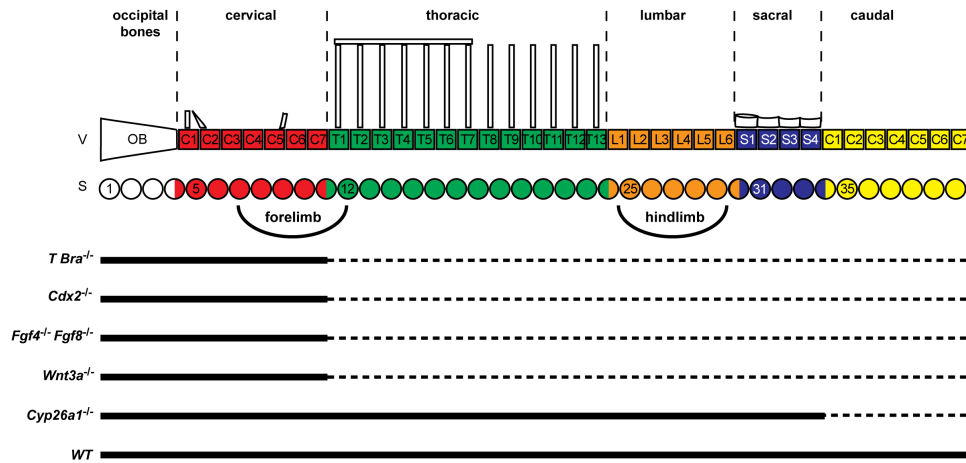 occipital bones cervical thoracic lumbar sacral caudal
V OB C1 C2 C3 C4 C5 C6 C7 T1 T2 T3 T4 T5 T6 T7 T8 T9 T10 T11 T12 T13 L1 L2 L3 L4 L5 L6 S1 S2 S3 S4 C1 C2 C3 C4 C5 C6 C7
S 1 5 12 25 31 35
forelimb hindlimb
T Bra-/-
Cdx2-/-
Fgf4-/- Fgf8-/-
Wnt3a-/-
Cyp26a1-/-
WT